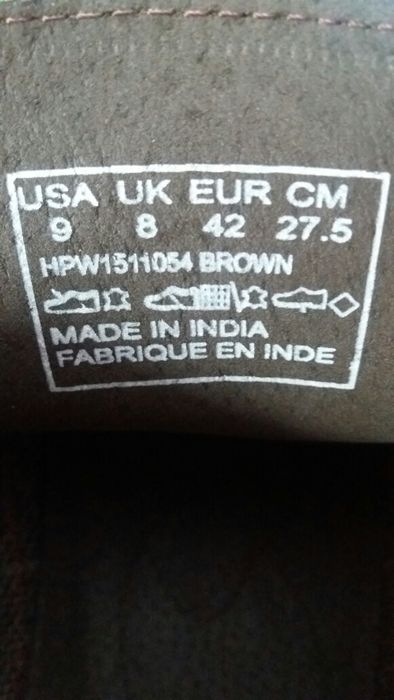 USA UK EUR CM
9 8 42 27.5
HPW1511054 BROWN
MADE IN INDIA
FABRIQUE EN INDE